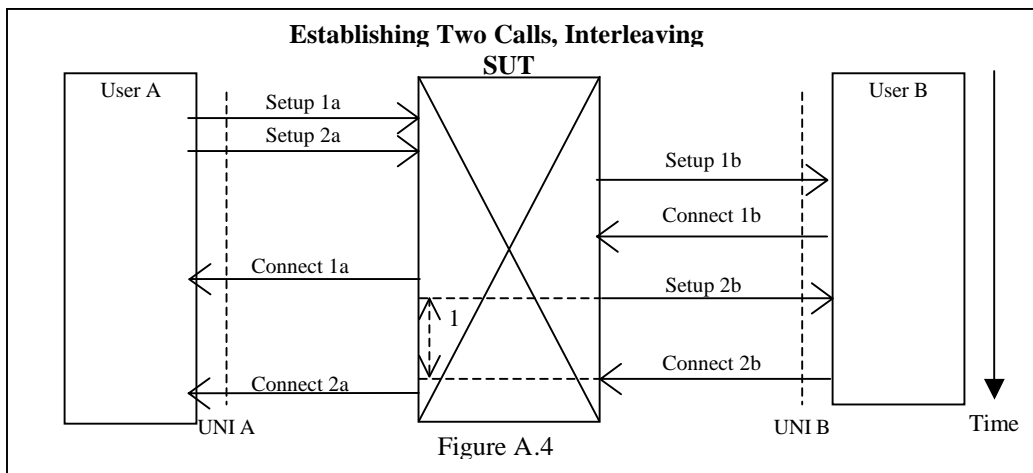 Establishing Two Calls, Interleaving
SUT
User A
User B
Setup 1a
Setup 2a
Setup 1b
Connect 1b
Connect 1a
Setup 2b
1
Connect 2b
Connect 2a
UNI A
UNI B
Time
Figure A.4